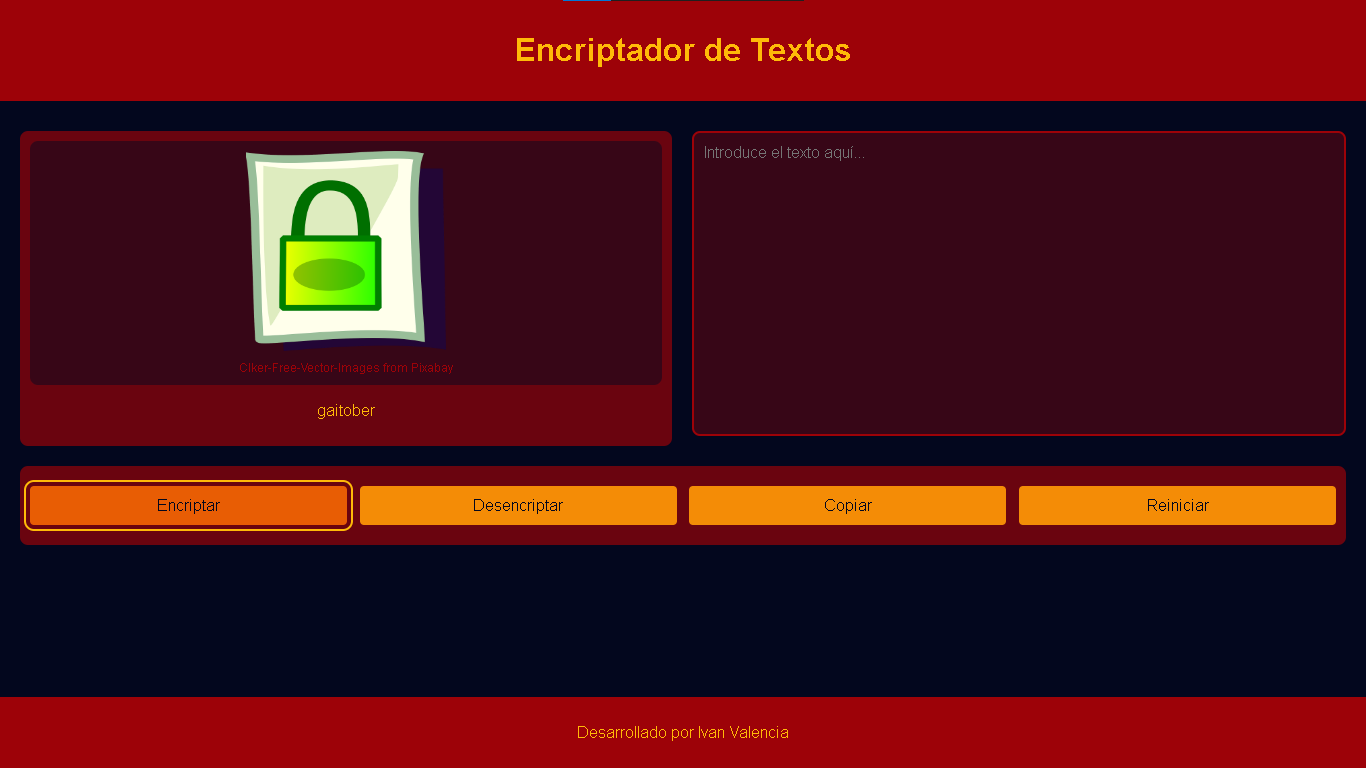 Encriptador de Textos
Clker-Free-Vector-Images from Pixabay
gaitober
Introduce el texto aquí...
Encriptar
Desencriptar
Copiar
Reiniciar
Desarrollado por Ivan Valencia